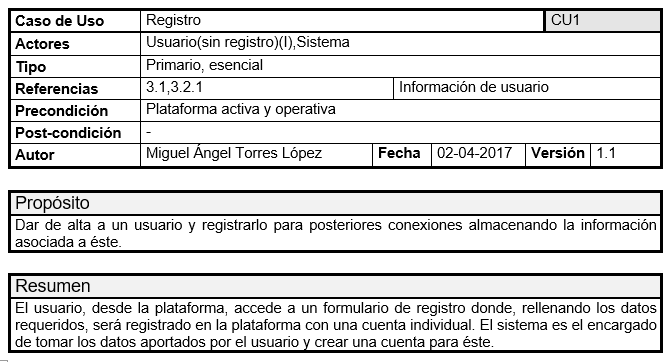 Caso de Uso Registro CU1
Actores Usuario(sin registro)(I),Sistema
Tipo Primario, esencial
Referencias 3.1,3.2.1 Información de usuario
Precondición Plataforma activa y operativa
Post-condición -
Autor Miguel Ángel Torres López Fecha 02-04-2017 Versión 1.1
Propósito
Dar de alta a un usuario y registrarlo para posteriores conexiones almacenando la información
asociada a éste.
Resumen
El usuario, desde la plataforma, accede a un formulario de registro donde, rellenando los datos
requeridos, será registrado en la plataforma con una cuenta individual. El sistema es el encargado
de tomar los datos aportados por el usuario y crear una cuenta para éste.